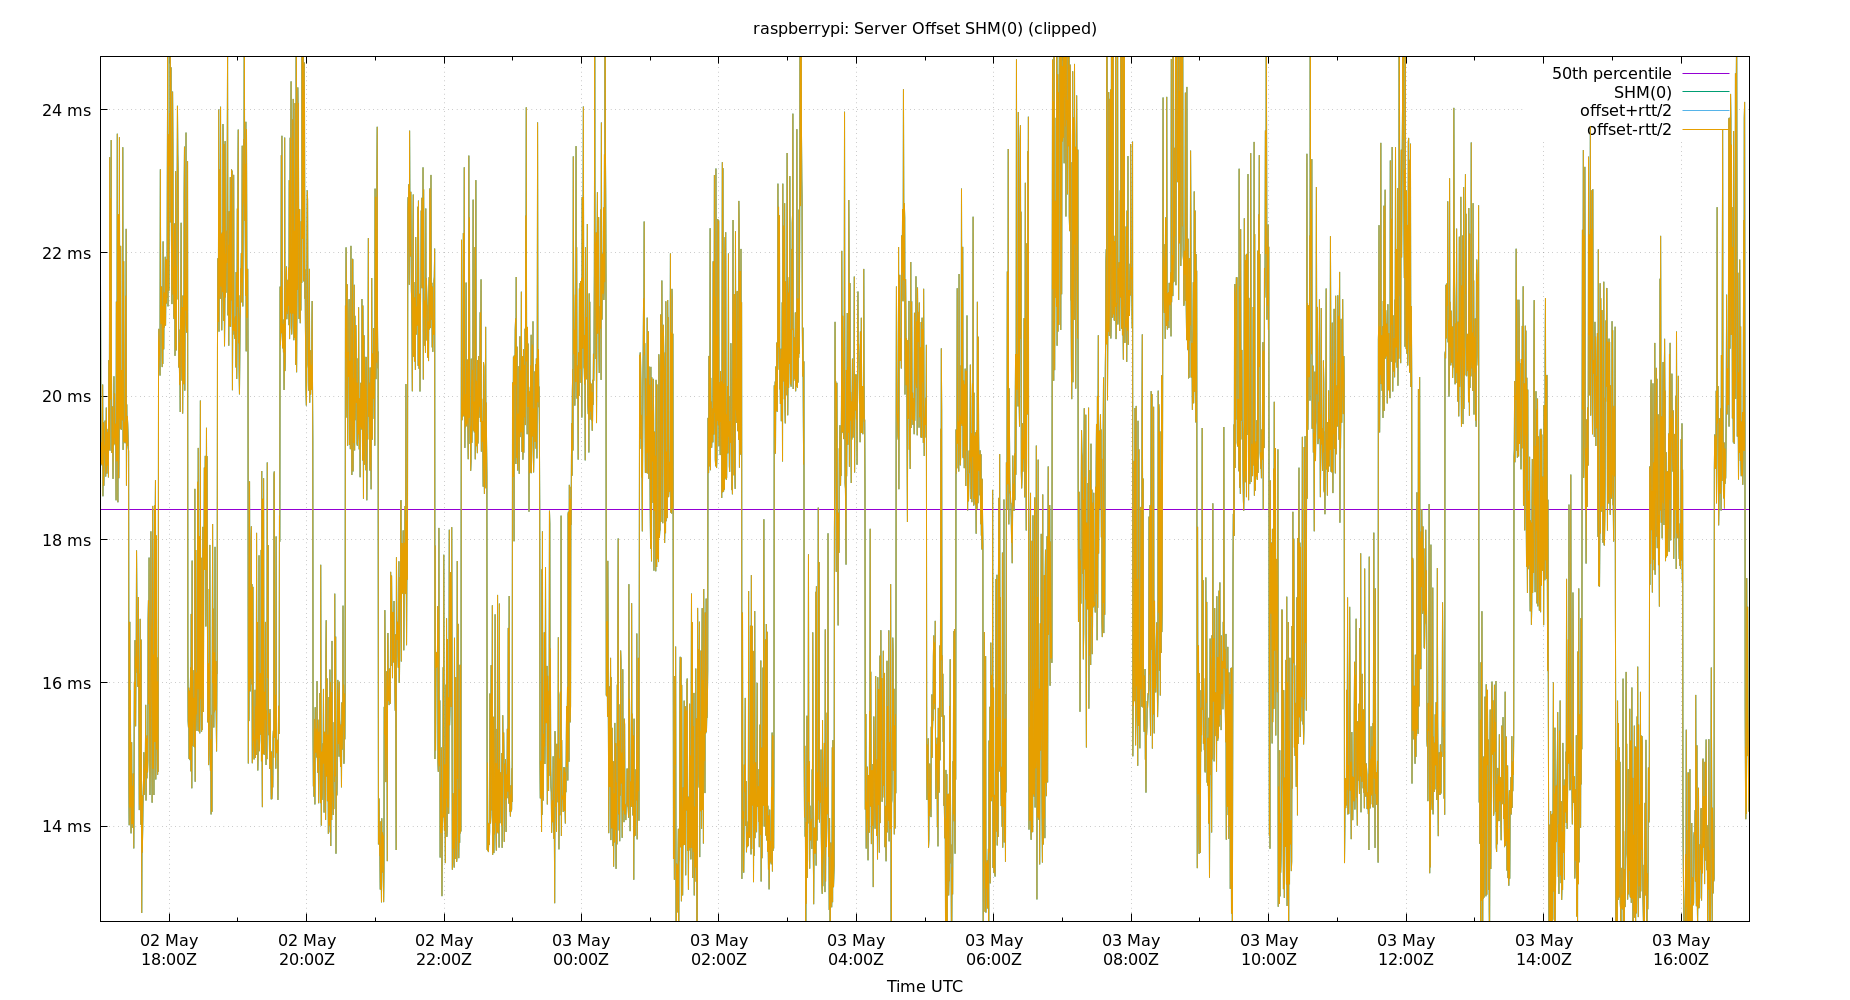 raspberrypi: Server Offset SHM(0) (clipped)
50th percentile
SHM(0)
offset+rtt/2
offset-rtt/2
24 ms
22 ms
20 ms
18 ms
16 ms
14 ms
02 May 02 May 02 May 03 May 03 May 03 May 03 May 03 May 03 May 03 May 03 May 03 May
18:00Z 20:00Z 22:00Z 00:00Z 02:00Z 04:00Z 06:00Z 08:00Z 10:00Z 12:00Z 14:00Z 16:00Z
Time UTC